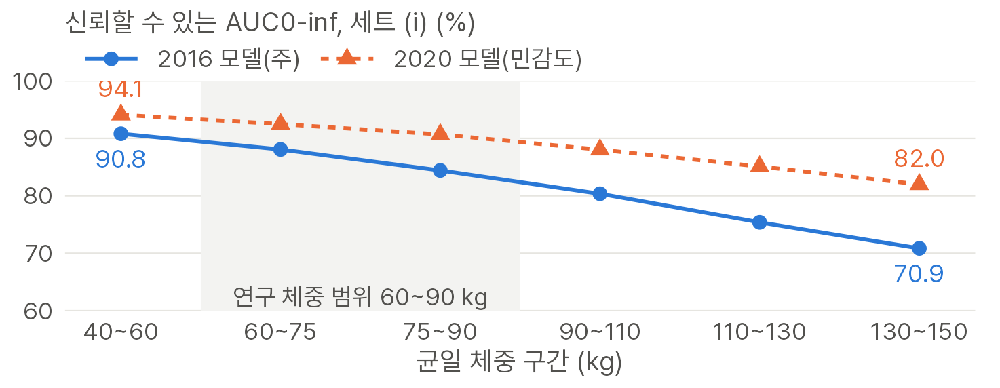 신뢰할 수 있는 AUC0-inf, 세트 (i) (%)
2016 모델(주) 2020 모델(민감도)
100
90
80
70
60
94.1
90.8
82.0
70.9
연구 체중 범위 60~90 kg
40~60 60~75 75~90 90~110 110~130 130~150
균일 체중 구간 (kg)